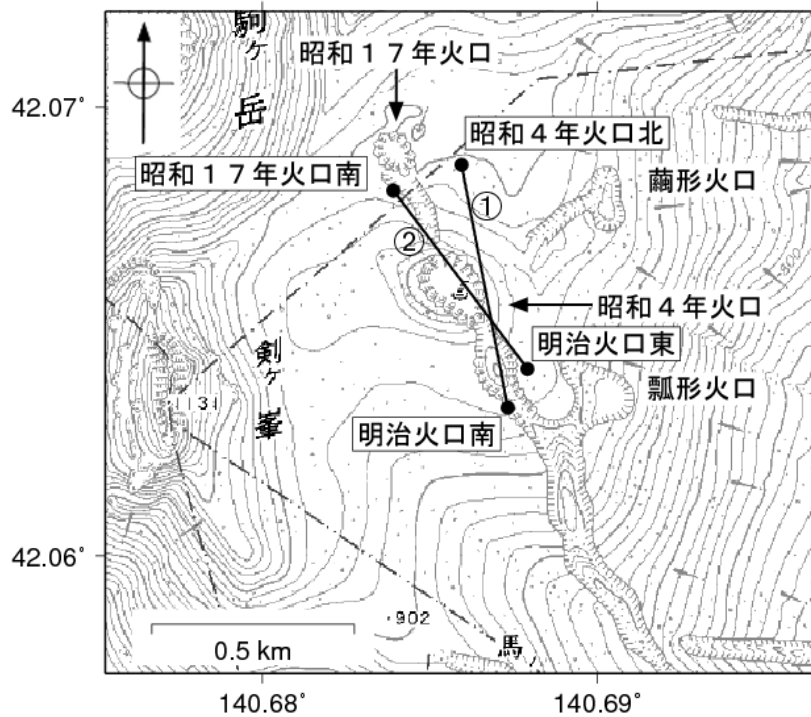 駒ヶ岳
昭和１７年火口
42.07°
昭和４年火口北
昭和１７年火口南
繭形火口
①
②
800
昭和４年火口
剣ヶ峯
明治火口東
1131
瓢形火口
明治火口南
42.06°
902
0.5 km
馬
140.68°
140.69°